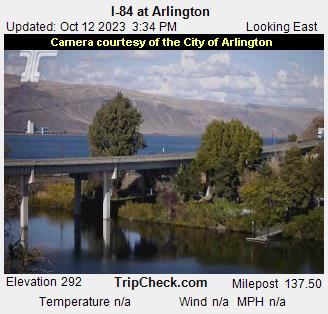 I-84 at Arlington
Updated: Oct 12 2023 3:34 PM Looking East
Camera courtesy of the City of Arlington
Elevation 292 TripCheck.com Milepost 137.50
Temperature n/a Wind n/a MPH n/a